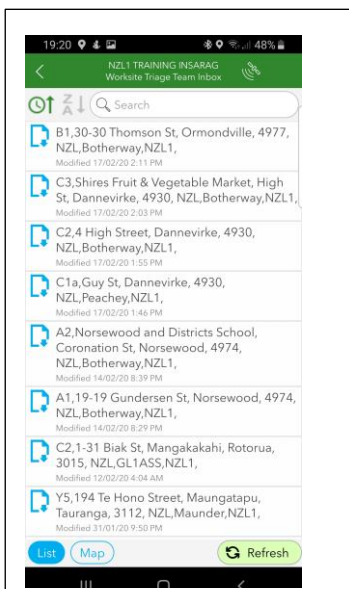 19:20 48%
NZL1 TRAINING INSARAG
Worksite Triage Team Inbox
Z
A
Search
B1,30-30 Thomson St, Ormondville, 4977,
NZL,Botherway,NZL1,
Modified 17/02/20 2:11 PM
C3,Shires Fruit & Vegetable Market, High
St, Dannevirke, 4930, NZL,Botherway,NZL1,
Modified 17/02/20 2:03 PM
C2,4 High Street, Dannevirke, 4930,
NZL,Botherway,NZL1,
Modified 17/02/20 1:55 PM
C1a,Guy St, Dannevirke, 4930,
NZL,Peachey,NZL1,
Modified 17/02/20 1:46 PM
A2,Norsewood and Districts School,
Coronation St, Norsewood, 4974,
NZL,Botherway,NZL1,
Modified 14/02/20 8:39 PM
A1,19-19 Gundersen St, Norsewood, 4974,
NZL,Botherway,NZL1,
Modified 14/02/20 8:29 PM
C2,1-31 Biak St, Mangakakahi, Rotorua,
3015, NZL,GL1ASS,NZL1,
Modified 12/02/20 4:04 AM
Y5,194 Te Hono Street, Maungatapu,
Tauranga, 3112, NZL,Maunder,NZL1,
Modified 31/01/20 9:50 PM
List Map Refresh